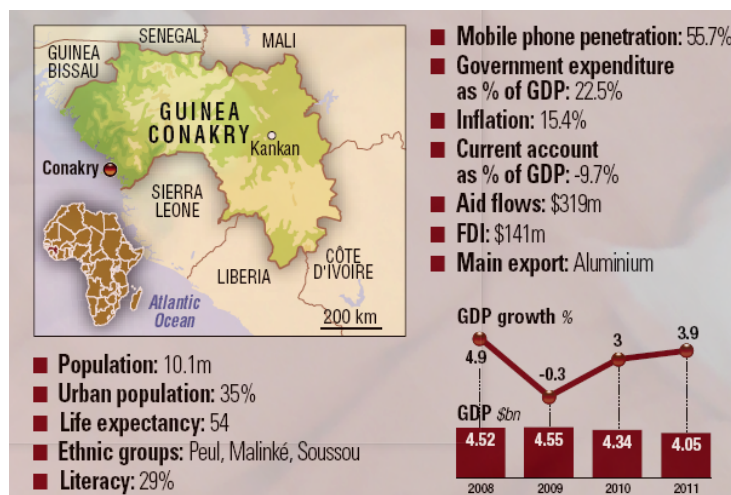 SENEGAL
MALI
GUINEA
BISSAU
GUINEA
CONAKRY
Kankan
Conakry
SIERRA
LEONE
LIBERIA
CÔTE
D'IVOIRE
Atlantic
Ocean
200 km
■ Population: 10.1m
■ Urban population: 35%
■ Life expectancy: 54
■ Ethnic groups: Peul, Malinké, Soussou
■ Literacy: 29%
■ Mobile phone penetration: 55.7%
■ Government expenditure
as % of GDP: 22.5%
■ Inflation: 15.4%
■ Current account
as % of GDP: -9.7%
■ Aid flows: $319m
■ FDI: $141m
■ Main export: Aluminium
GDP growth %
4.9 -0.3 3 3.9
GDP $bn
4.52 4.55 4.34 4.05
2008 2009 2010 2011